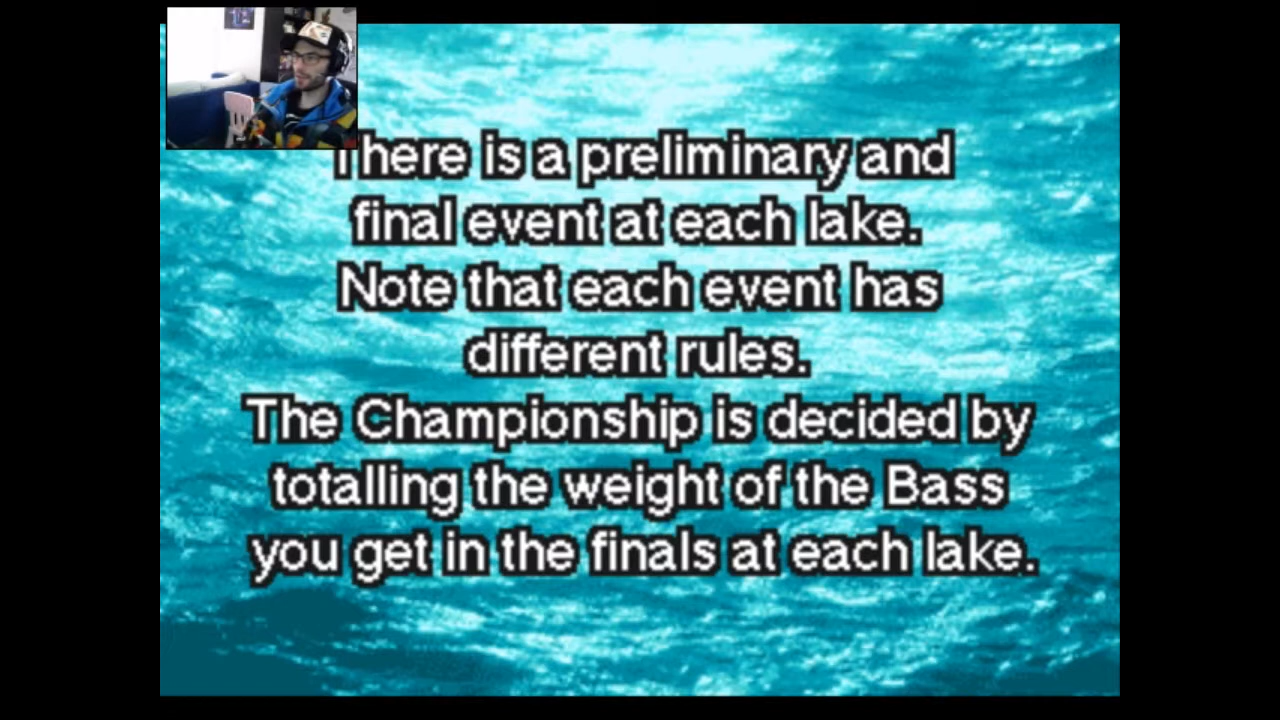 There is a preliminary and
final event at each lake.
Note that each event has
different rules.
The Championship is decided by
totalling the weight of the Bass
you get in the finals at each lake.